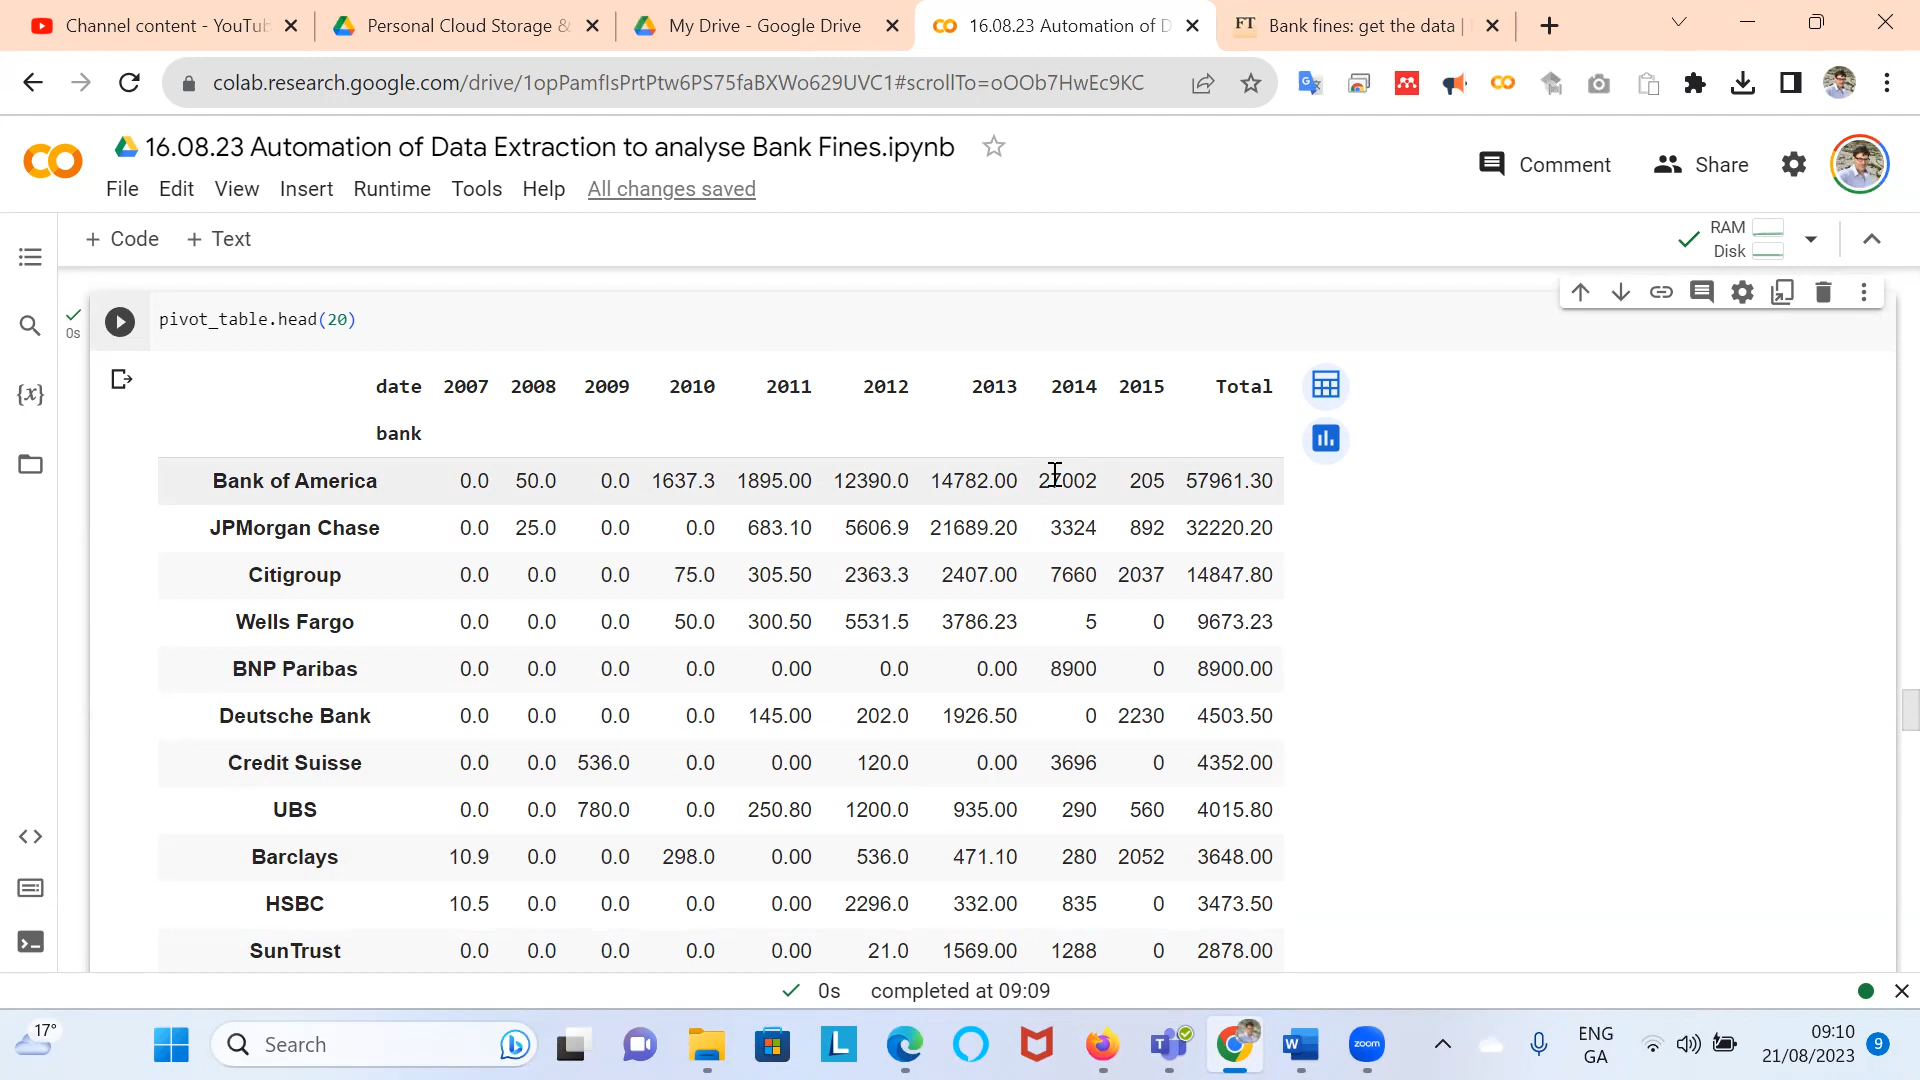 Channel content - YouTub
Personal Cloud Storage &
My Drive - Google Drive
16.08.23 Automation of D
FT Bank fines: get the data |
colab.research.google.com/drive/1opPamfIsPrtPtw6PS75faBXWo629UVC1#scrollTo=oOOb7HwEc9KC
16.08.23 Automation of Data Extraction to analyse Bank Fines.ipynb
Comment Share
File Edit View Insert Runtime Tools Help All changes saved
+ Code + Text
RAM
Disk
pivot_table.head(20)
0s
date 2007 2008 2009 2010 2011 2012 2013 2014 2015 Total
bank
Bank of America 0.0 50.0 0.0 1637.3 1895.00 12390.0 14782.00 27002 205 57961.30
JPMorgan Chase 0.0 25.0 0.0 0.0 683.10 5606.9 21689.20 3324 892 32220.20
Citigroup 0.0 0.0 0.0 75.0 305.50 2363.3 2407.00 7660 2037 14847.80
Wells Fargo 0.0 0.0 0.0 50.0 300.50 5531.5 3786.23 5 0 9673.23
BNP Paribas 0.0 0.0 0.0 0.0 0.00 0.0 0.00 8900 0 8900.00
Deutsche Bank 0.0 0.0 0.0 0.0 145.00 202.0 1926.50 0 2230 4503.50
Credit Suisse 0.0 0.0 536.0 0.0 0.00 120.0 0.00 3696 0 4352.00
UBS 0.0 0.0 780.0 0.0 250.80 1200.0 935.00 290 560 4015.80
Barclays 10.9 0.0 0.0 298.0 0.00 536.0 471.10 280 2052 3648.00
HSBC 10.5 0.0 0.0 0.0 0.00 2296.0 332.00 835 0 3473.50
SunTrust 0.0 0.0 0.0 0.0 0.00 21.0 1569.00 1288 0 2878.00
0s completed at 09:09
17°
Search
zoom
ENG
GA
09:10
21/08/2023
9